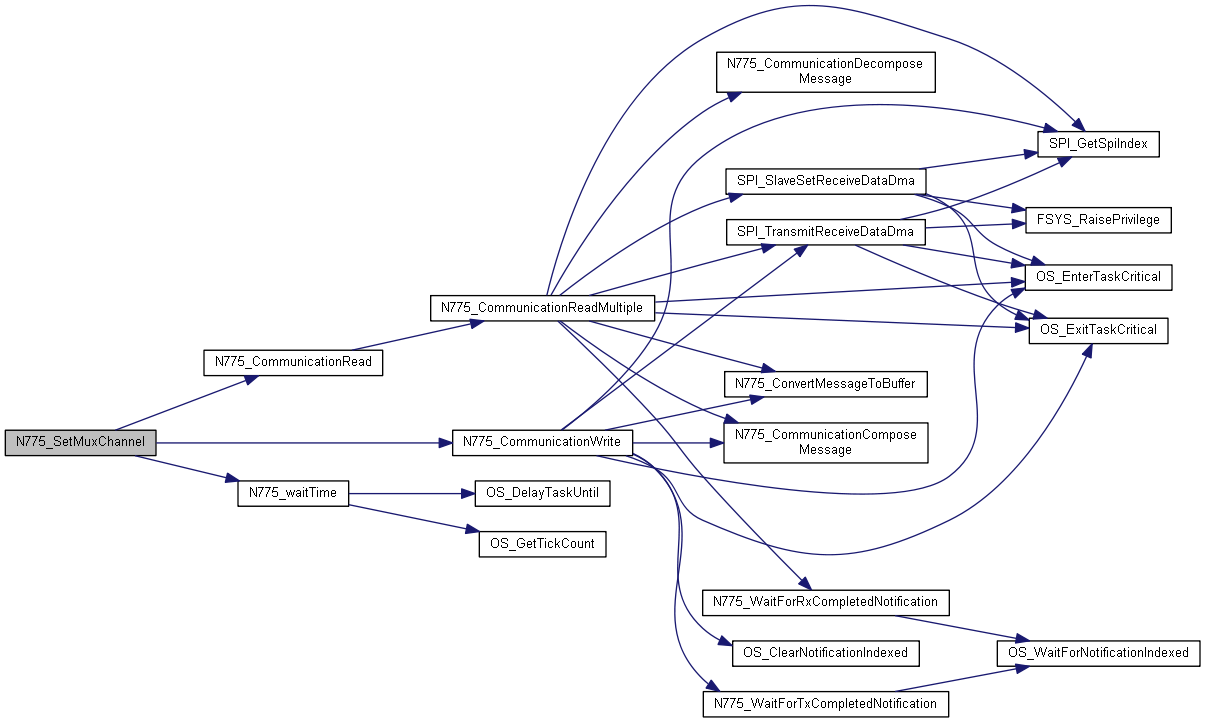 N775_CommunicationDecompose
Message
SPI_GetSpiIndex
SPI_SlaveSetReceiveDataDma
FSYS_RaisePrivilege
SPI_TransmitReceiveDataDma
OS_EnterTaskCritical
N775_CommunicationReadMultiple
OS_ExitTaskCritical
N775_CommunicationRead
N775_ConvertMessageToBuffer
N775_SetMuxChannel
N775_CommunicationWrite
N775_CommunicationCompose
Message
N775_waitTime
OS_DelayTaskUntil
OS_GetTickCount
N775_WaitForRxCompletedNotification
OS_ClearNotificationIndexed
OS_WaitForNotificationIndexed
N775_WaitForTxCompletedNotification